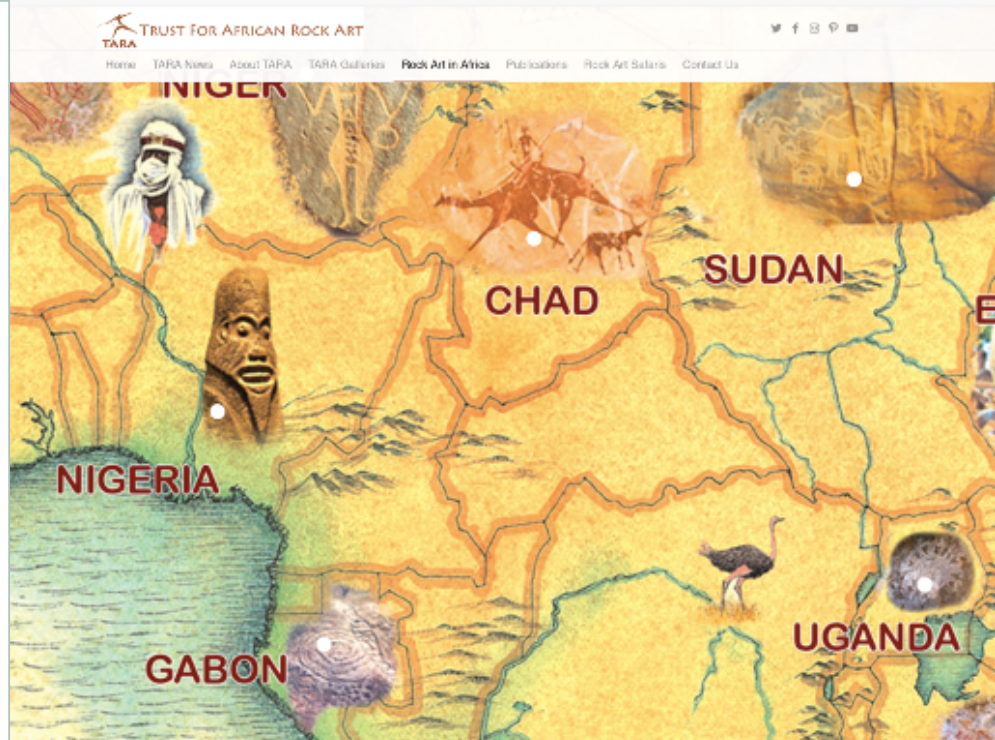 TRUST FOR AFRICAN ROCK ART
TARA
Home TARA News About TARA TARA Galleries Rock Art in Africa Publications Rock Art Safaris Contact Us
NIGER
SUDAN
CHAD
E
NIGERIA
UGANDA
GABON